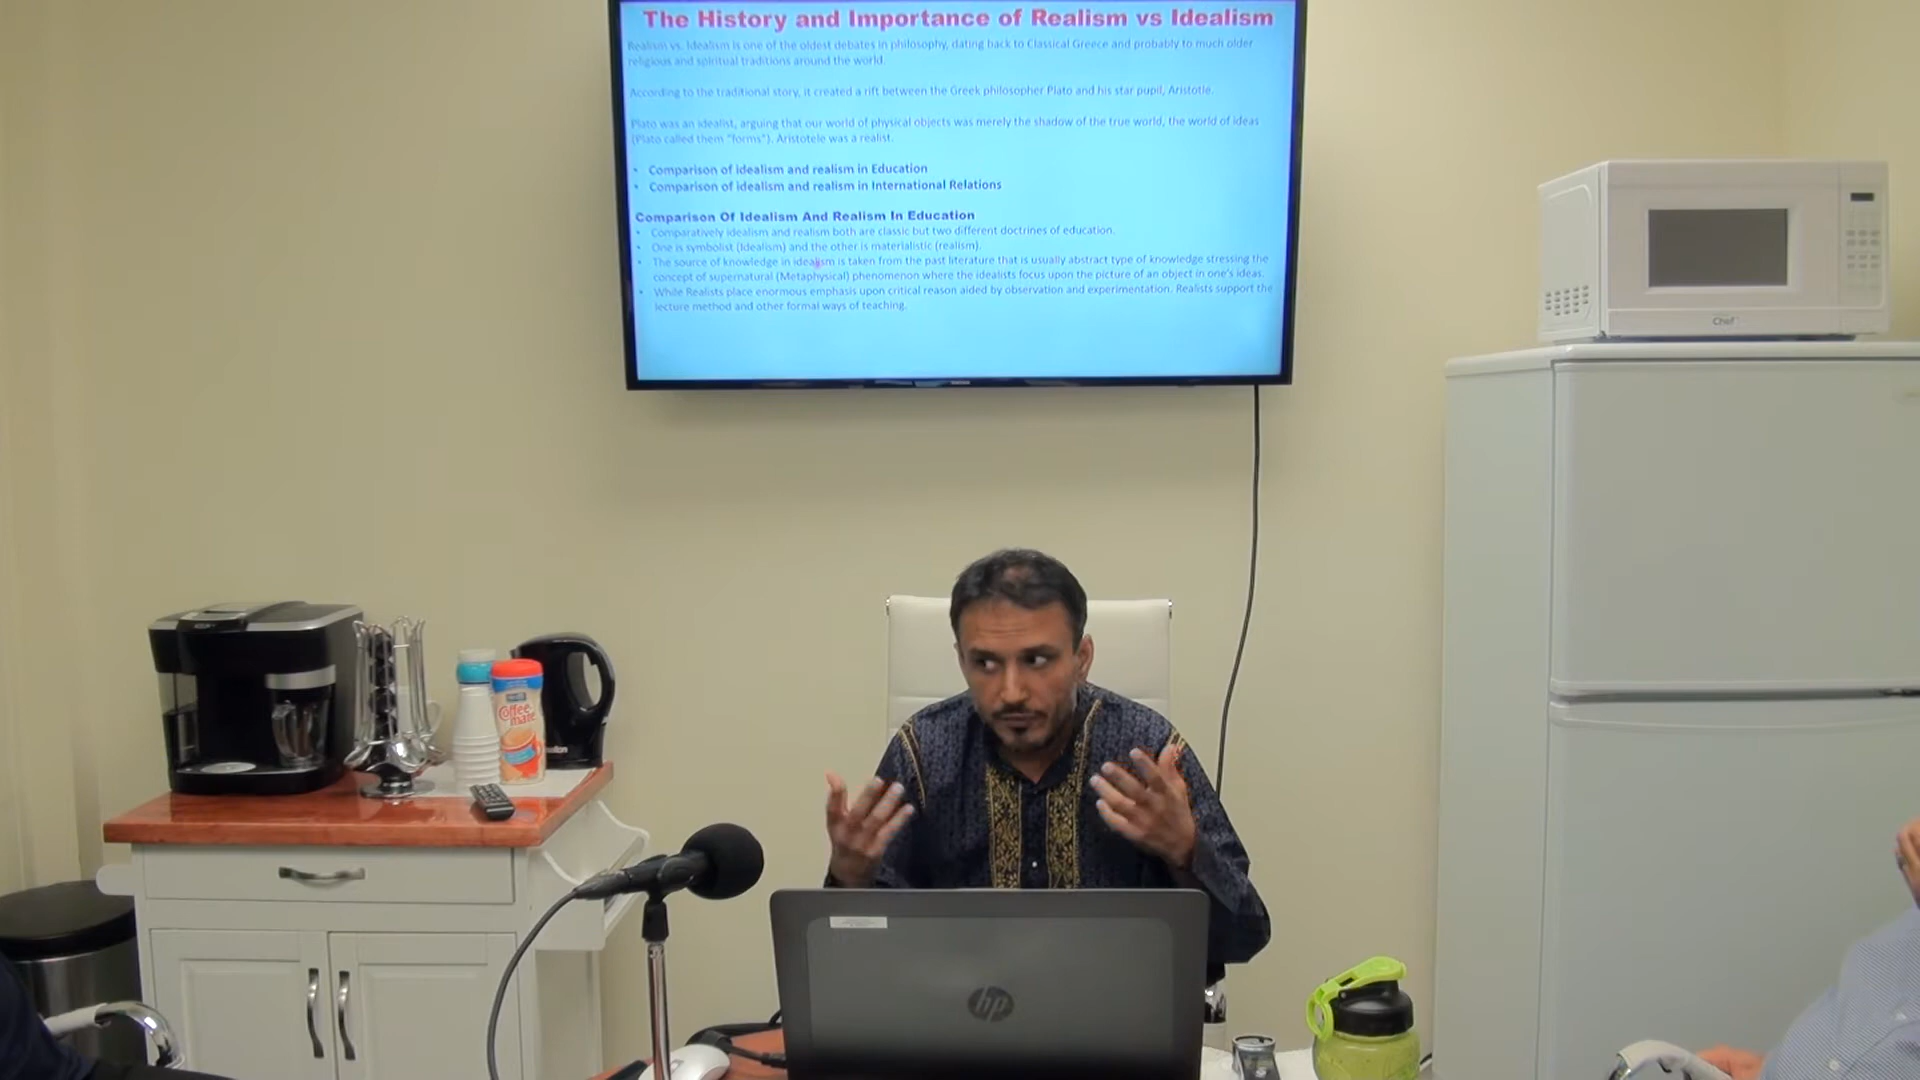 The History and Importance of Realism vs Idealism
Realism vs. Idealism is one of the oldest debates in philosophy, dating back to Classical Greece and probably to much older
religious and spiritual traditions around the world.
According to the traditional story, it created a rift between the Greek philosopher Plato and his star pupil, Aristotle.
Plato was an idealist, arguing that our world of physical objects was merely the shadow of the true world, the world of ideas
(Plato called them "forms"). Aristotele was a realist.
• Comparison of idealism and realism in Education
• Comparison of idealism and realism in International Relations
Comparison Of Idealism And Realism In Education
• Comparatively idealism and realism both are classic but two different doctrines of education.
• One is symbolist (Idealism) and the other is materialistic (realism).
• The source of knowledge in idealism is taken from the past literature that is usually abstract type of knowledge stressing the
concept of supernatural (Metaphysical) phenomenon where the idealists focus upon the picture of an object in one's ideas.
• While Realists place enormous emphasis upon critical reason aided by observation and experimentation. Realists support the
lecture method and other formal ways of teaching.
Chef
Coffee
mate
hp